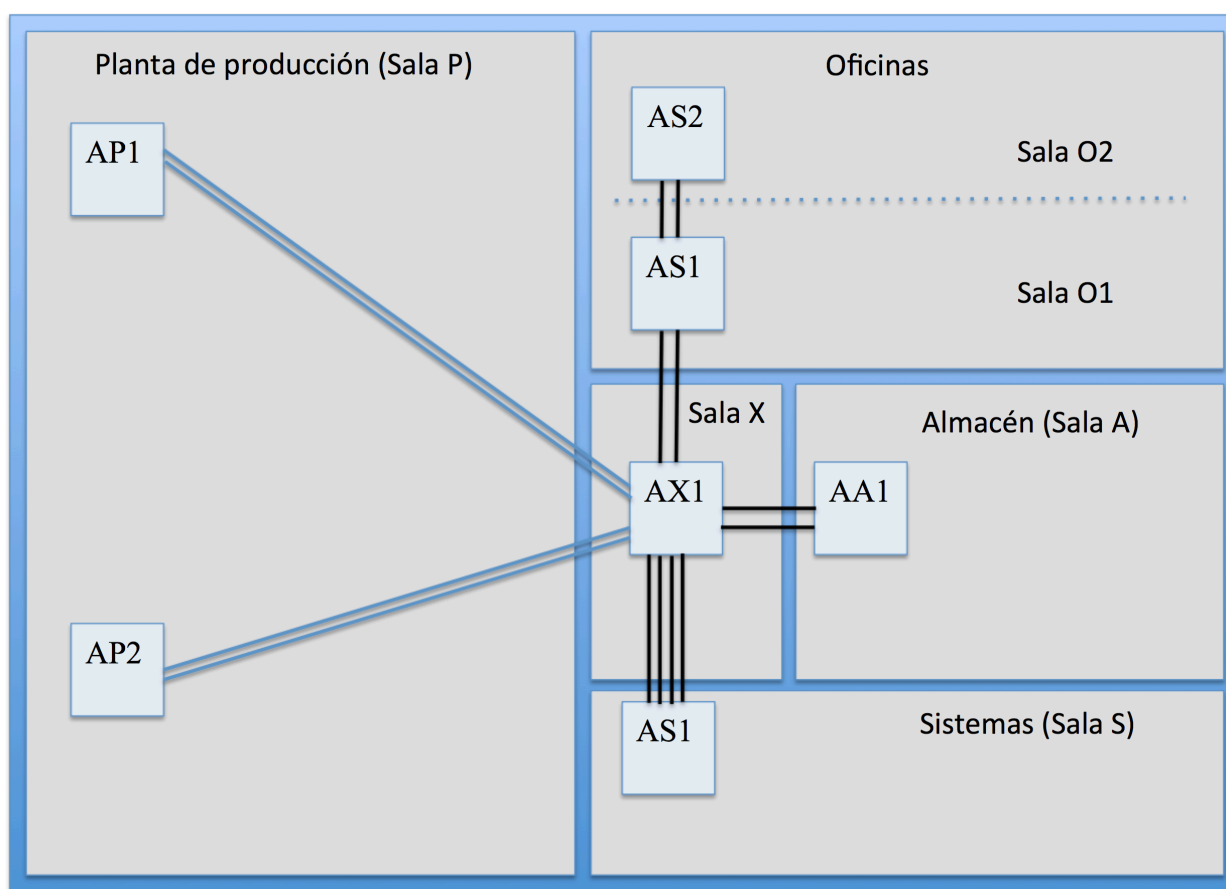 Planta de producción (Sala P)
Oficinas
AP1
AS2
Sala O2
AS1
Sala O1
Sala X
Almacén (Sala A)
AX1
AA1
AP2
AS1
Sistemas (Sala S)